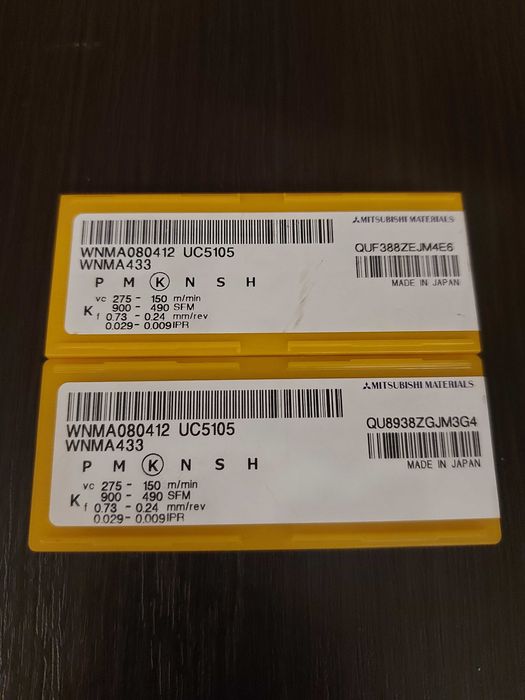 MITSUBISHI MATERIALS
WNMA080412 UC5105
WNMA433
QUF388ZEJM4E6
MADE IN JAPAN
P M K N S H
K
vc 275 - 150 m/min
900 - 490 SFM
f 0.73 - 0.24 mm/rev
0.029 - 0.009IPR
MITSUBISHI MATERIALS
WNMA080412 UC5105
WNMA433
QU8938ZGJM3G4
MADE IN JAPAN
P M K N S H
K
vc 275 - 150 m/min
900 - 490 SFM
f 0.73 - 0.24 mm/rev
0.029 - 0.009IPR